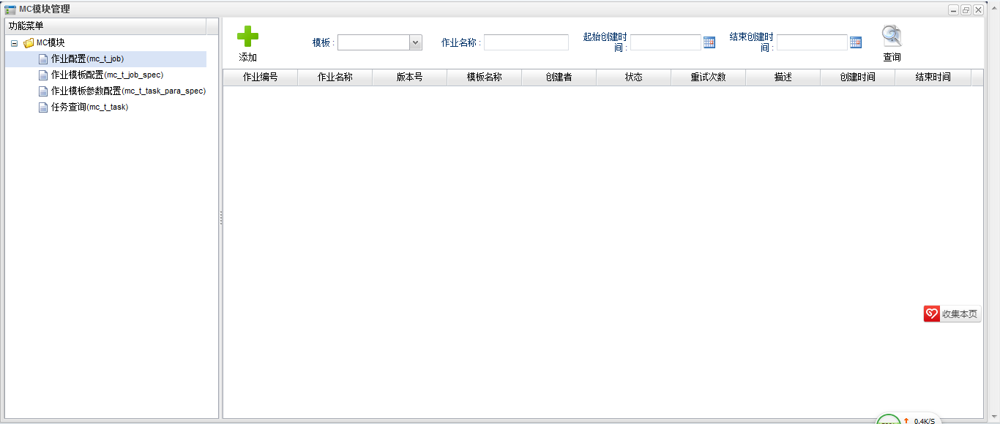 MC模块管理
功能菜单
MC模块
作业配置(mc_t_job)
作业模板配置(mc_t_job_spec)
作业模板参数配置(mc_t_task_para_spec)
任务查询(mc_t_task)
添加
模板 :
作业名称 :
起始创建时
间 :
结束创建时
间 :
查询
作业编号 作业名称 版本号 模板名称 创建者 状态 重试次数 描述 创建时间 结束时间
收集本页
0.4K/S